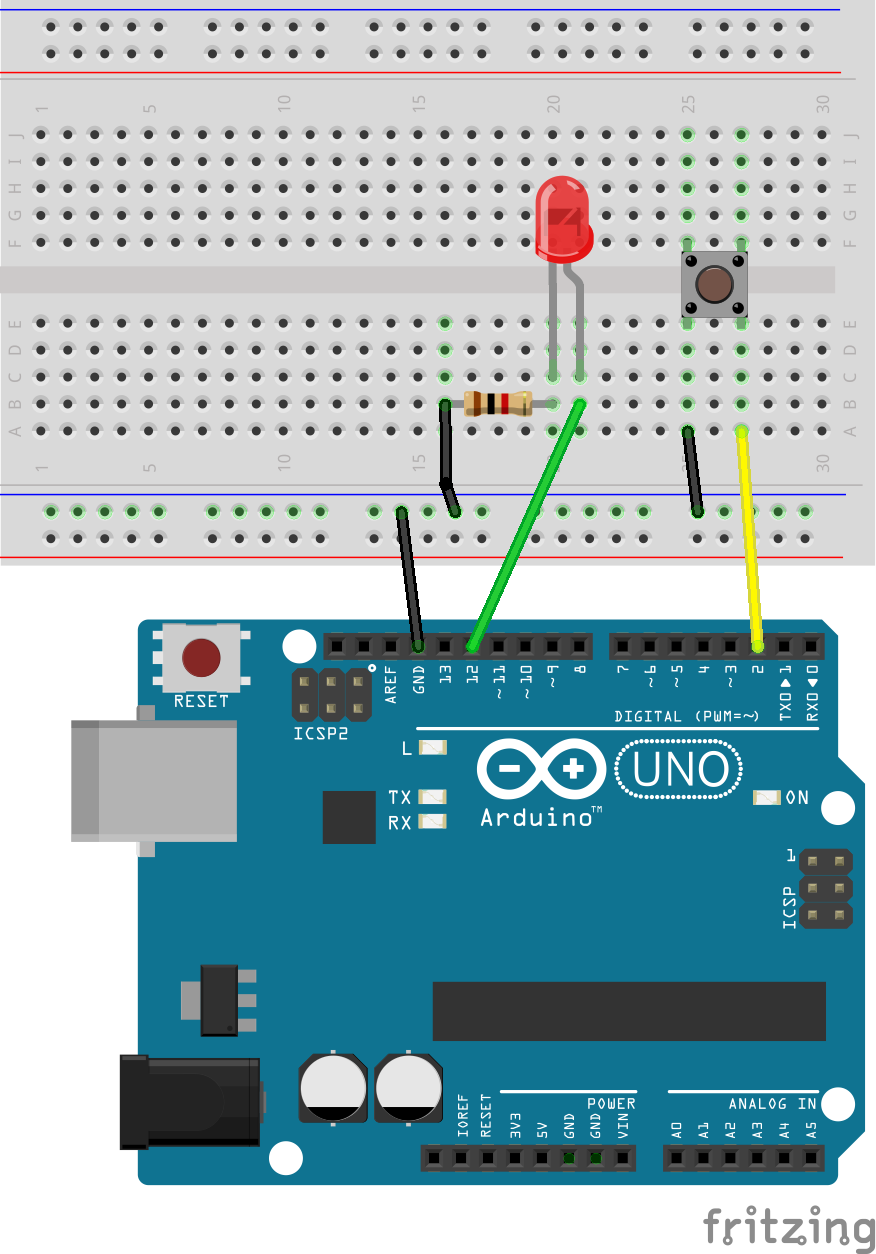 1 5 10 15 20 25 30
J J
I I
H H
G G
F F
E E
D D
C C
B B
A A
1 5 10 15 20 25 30
RESET
ICSP2
AREF GND 13 12 ~11 ~10 ~9 8 7 ~6 ~5 4 ~3 2 TX0▶1 RX0◀0
DIGITAL (PWM=~)
L
TX
RX
UNO
Arduino™
ON
1
ICSP
POWER
ANALOG IN
IOREF RESET 3V3 5V GND GND VIN A0 A1 A2 A3 A4 A5
fritzing